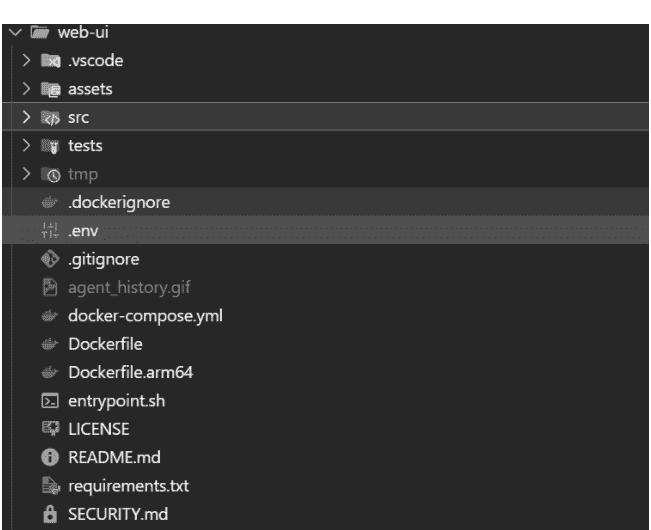 web-ui
.vscode
assets
src
tests
tmp
.dockerignore
.env
.gitignore
agent_history.gif
docker-compose.yml
Dockerfile
Dockerfile.arm64
entrypoint.sh
LICENSE
README.md
requirements.txt
SECURITY.md